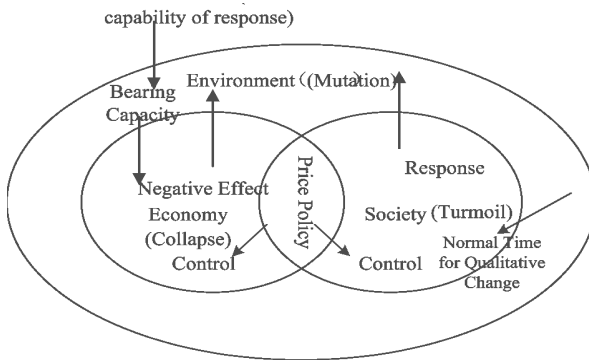 capability of response)
Environment ((Mutation)
Bearing
Capacity
Price Policy
Response
Negative Effect
Economy
(Collapse)
Control
Society (Turmoil)
Control
Normal Time
for Qualitative
Change